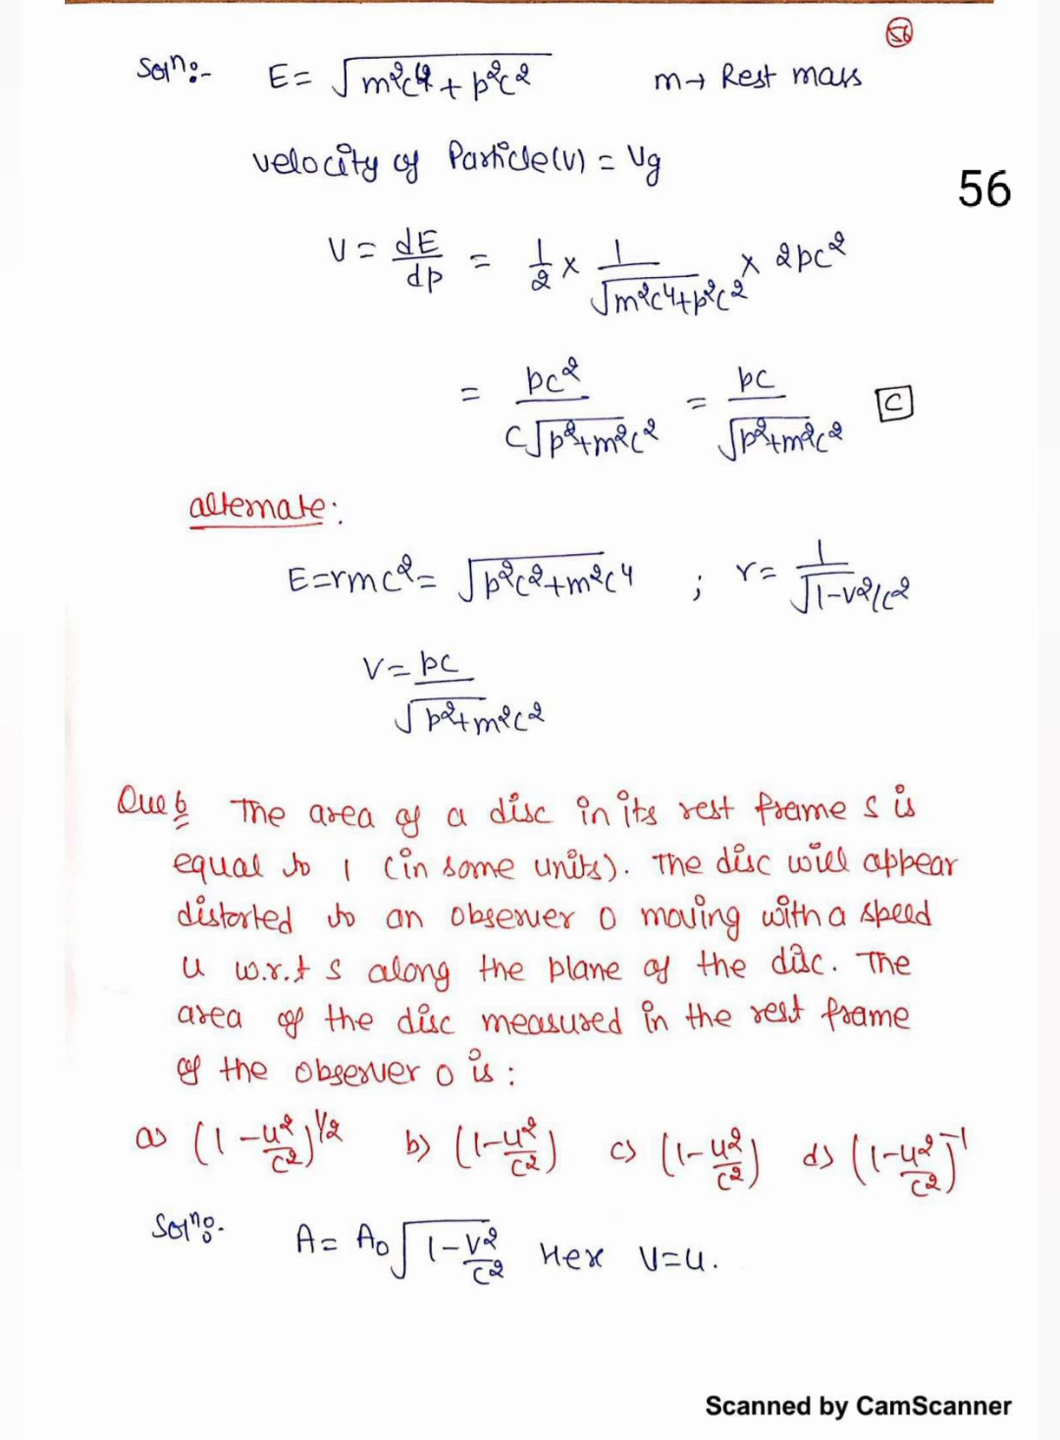 56
Solⁿ:- E = √(m²c⁴ + p²c²) m → Rest mass
velocity of Particle(v) = Vg
56
V = dE/dp = 1/2 × 1/√(m²c⁴+p²c²) × 2pc²
= pc²/(c√(p²+m²c²)) = pc/√(p²+m²c²) [C]
alternate:
E=rmc² = √(p²c²+m²c⁴) ; r = 1/√(1-v²/c²)
V = pc/√(p²+m²c²)
Que 6 The area of a disc in its rest frame S is
equal to 1 (in some units). The disc will appear
distorted to an observer O moving with a speed
u w.r.t S along the plane of the disc. The
area of the disc measured in the rest frame
of the observer O is :
a) (1-u²/c²)^1/2 b) (1-u²/c²) c) (1-u²/c²) d) (1-u²/c²)⁻¹
Solⁿ:- A = A₀√(1-v²/c²) Her V=u.
Scanned by CamScanner